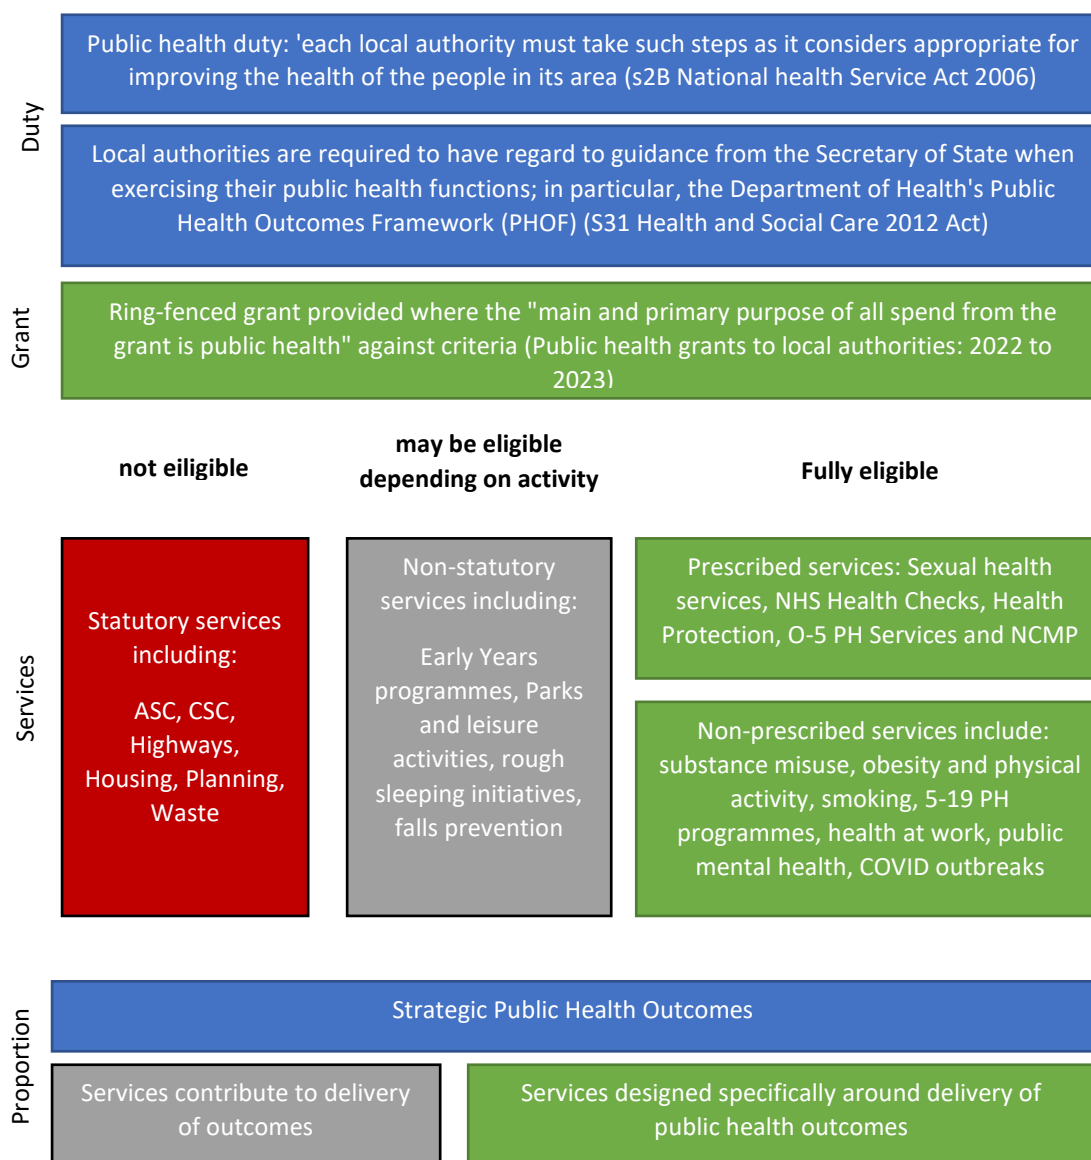 Duty
Public health duty: 'each local authority must take such steps as it considers appropriate for
improving the health of the people in its area (s2B National health Service Act 2006)
Local authorities are required to have regard to guidance from the Secretary of State when
exercising their public health functions; in particular, the Department of Health's Public
Health Outcomes Framework (PHOF) (S31 Health and Social Care 2012 Act)
Grant
Ring-fenced grant provided where the "main and primary purpose of all spend from the
grant is public health" against criteria (Public health grants to local authorities: 2022 to
2023)
not eiligible
may be eligible
depending on activity
Fully eligible
Services
Statutory services
including:
ASC, CSC,
Highways,
Housing, Planning,
Waste
Non-statutory
services including:
Early Years
programmes, Parks
and leisure
activities, rough
sleeping initiatives,
falls prevention
Prescribed services: Sexual health
services, NHS Health Checks, Health
Protection, O-5 PH Services and NCMP
Non-prescribed services include:
substance misuse, obesity and physical
activity, smoking, 5-19 PH
programmes, health at work, public
mental health, COVID outbreaks
Proportion
Strategic Public Health Outcomes
Services contribute to delivery
of outcomes
Services designed specifically around delivery of
public health outcomes